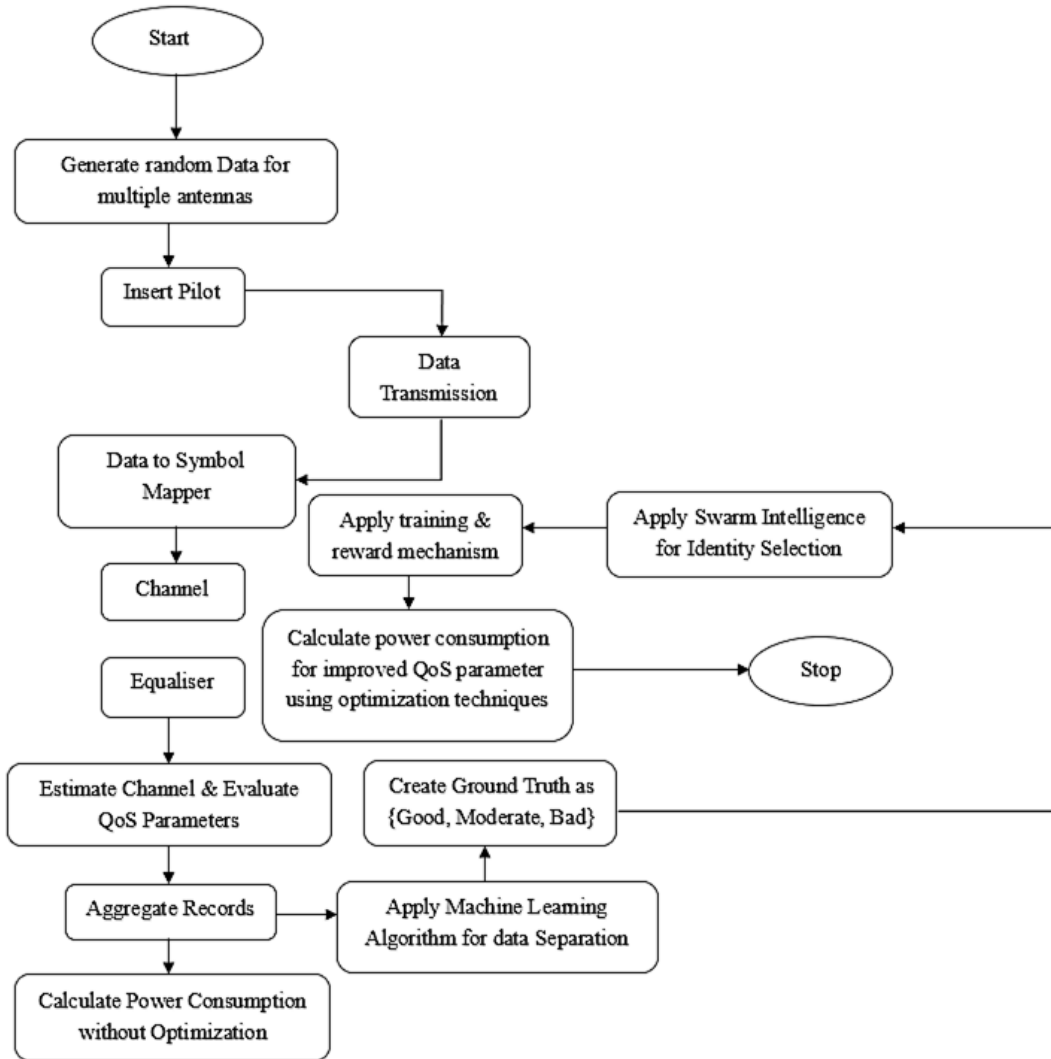 Start
Generate random Data for
multiple antennas
Insert Pilot
Data
Transmission
Data to Symbol
Mapper
Channel
Apply training &
reward mechanism
Apply Swarm Intelligence
for Identity Selection
Calculate power consumption
for improved QoS parameter
using optimization techniques
Stop
Equaliser
Estimate Channel & Evaluate
QoS Parameters
Create Ground Truth as
{Good, Moderate, Bad}
Aggregate Records
Apply Machine Learning
Algorithm for data Separation
Calculate Power Consumption
without Optimization